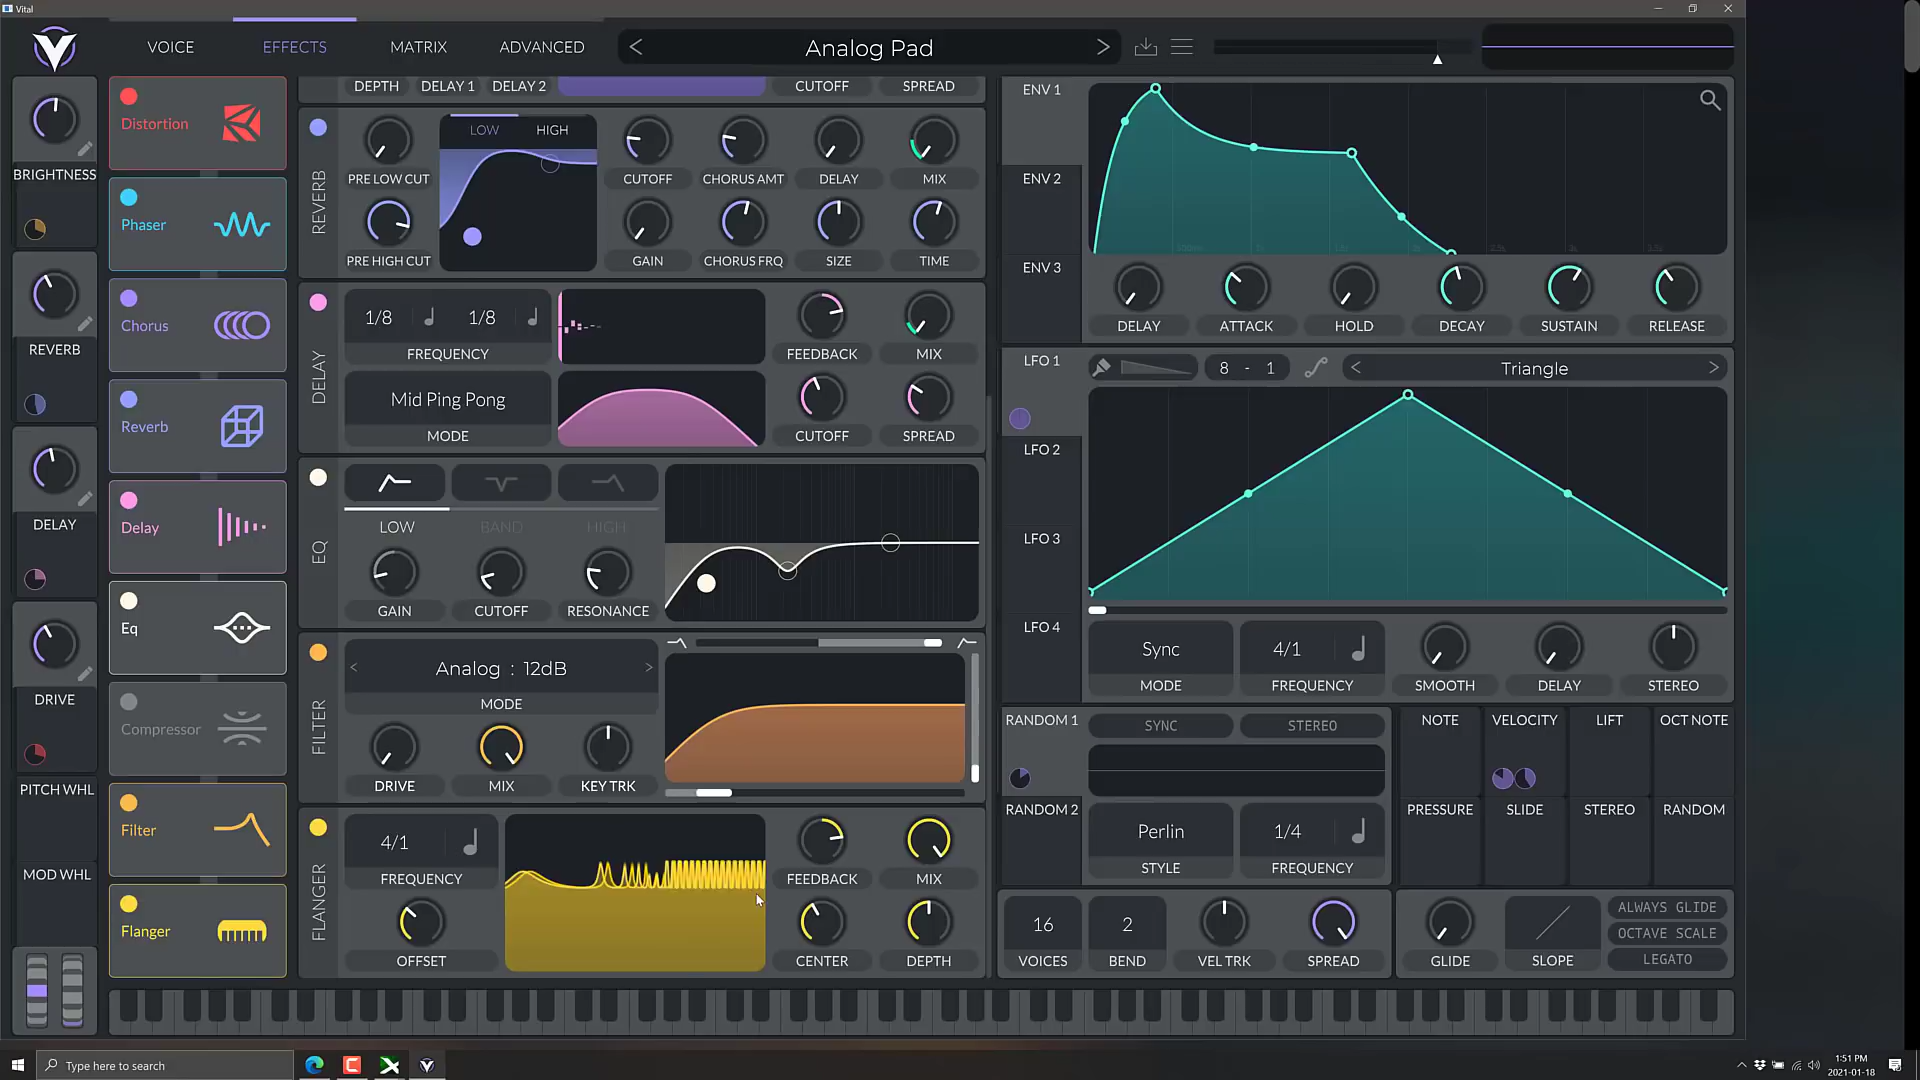 Vital
VOICE
EFFECTS
MATRIX
ADVANCED
Analog Pad
BRIGHTNESS
REVERB
DELAY
DRIVE
PITCH WHL
MOD WHL
Distortion
Phaser
Chorus
Reverb
Delay
Eq
Compressor
Filter
Flanger
DEPTH
DELAY 1
DELAY 2
CUTOFF
SPREAD
REVERB
PRE LOW CUT
LOW
HIGH
CUTOFF
CHORUS AMT
DELAY
MIX
PRE HIGH CUT
GAIN
CHORUS FRQ
SIZE
TIME
DELAY
1/8
1/8
FREQUENCY
FEEDBACK
MIX
Mid Ping Pong
MODE
CUTOFF
SPREAD
EQ
LOW
BAND
HIGH
GAIN
CUTOFF
RESONANCE
FILTER
Analog : 12dB
MODE
DRIVE
MIX
KEY TRK
FLANGER
4/1
FREQUENCY
FEEDBACK
MIX
OFFSET
CENTER
DEPTH
ENV 1
ENV 2
ENV 3
DELAY
ATTACK
HOLD
DECAY
SUSTAIN
RELEASE
LFO 1
8 - 1
Triangle
LFO 2
LFO 3
LFO 4
Sync
MODE
4/1
FREQUENCY
SMOOTH
DELAY
STEREO
RANDOM 1
SYNC
STEREO
RANDOM 2
Perlin
STYLE
1/4
FREQUENCY
NOTE
VELOCITY
LIFT
OCT NOTE
PRESSURE
SLIDE
STEREO
RANDOM
16
VOICES
2
BEND
VEL TRK
SPREAD
GLIDE
SLOPE
ALWAYS GLIDE
OCTAVE SCALE
LEGATO
Type here to search
1:51 PM
2021-01-18